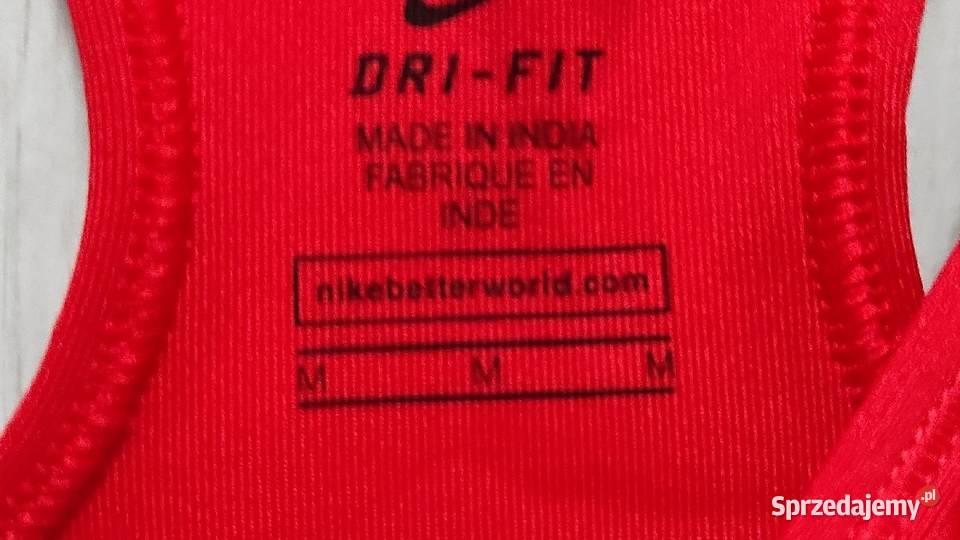 DRI-FIT
MADE IN INDIA
FABRIQUE EN
INDE
nikebetterworld.com
M M M
Sprzedajemy.pl